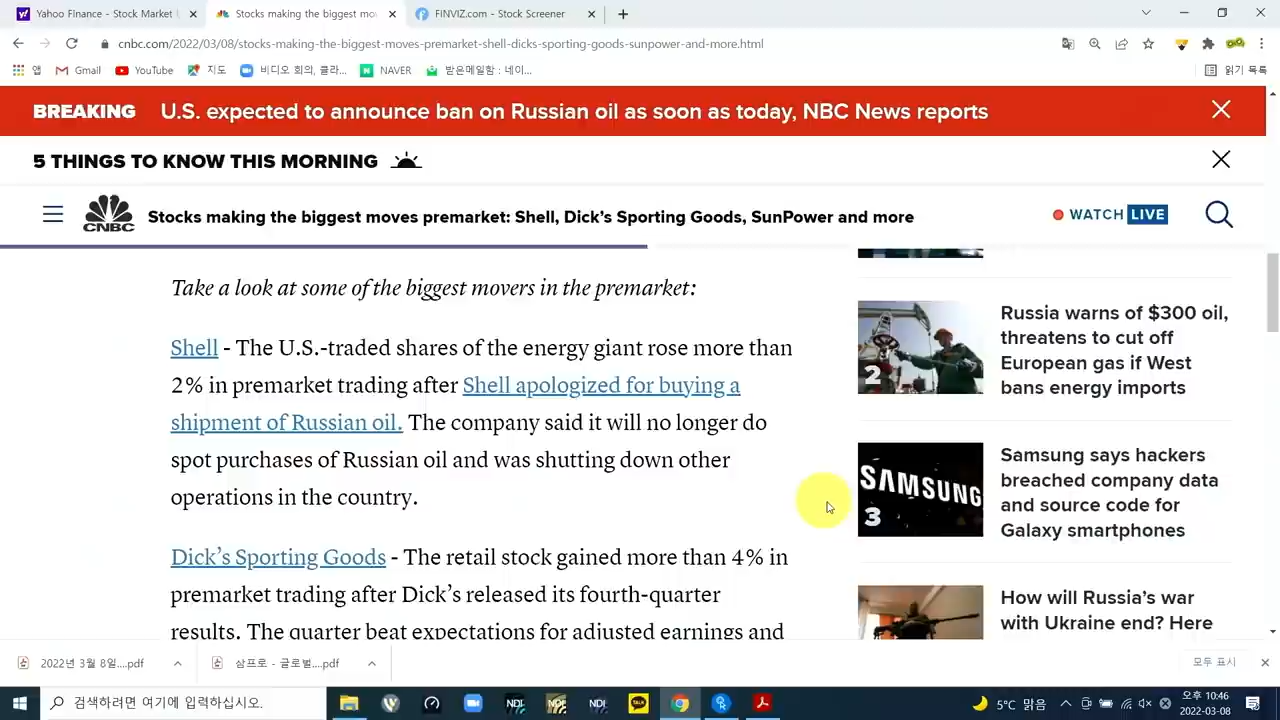 Yahoo Finance - Stock Market
Stocks making the biggest mov
FINVIZ.com - Stock Screener
cnbc.com/2022/03/08/stocks-making-the-biggest-moves-premarket-shell-dicks-sporting-goods-sunpower-and-more.html
앱
Gmail
YouTube
지도
비디오 회의, 클라...
NAVER
받은메일함 : 네이...
읽기 목록
BREAKING U.S. expected to announce ban on Russian oil as soon as today, NBC News reports
5 THINGS TO KNOW THIS MORNING
CNBC
Stocks making the biggest moves premarket: Shell, Dick's Sporting Goods, SunPower and more
WATCH LIVE
Take a look at some of the biggest movers in the premarket:
Shell - The U.S.-traded shares of the energy giant rose more than
2% in premarket trading after Shell apologized for buying a
shipment of Russian oil. The company said it will no longer do
spot purchases of Russian oil and was shutting down other
operations in the country.
Dick's Sporting Goods - The retail stock gained more than 4% in
premarket trading after Dick's released its fourth-quarter
results. The quarter beat expectations for adjusted earnings and
2
Russia warns of $300 oil,
threatens to cut off
European gas if West
bans energy imports
SAMSUNG
3
Samsung says hackers
breached company data
and source code for
Galaxy smartphones
How will Russia's war
with Ukraine end? Here
2022년 3월 8일....pdf
삼프로 - 글로벌....pdf
모두 표시
검색하려면 여기에 입력하십시오.
TALK
5°C 맑음
오후 10:46
2022-03-08